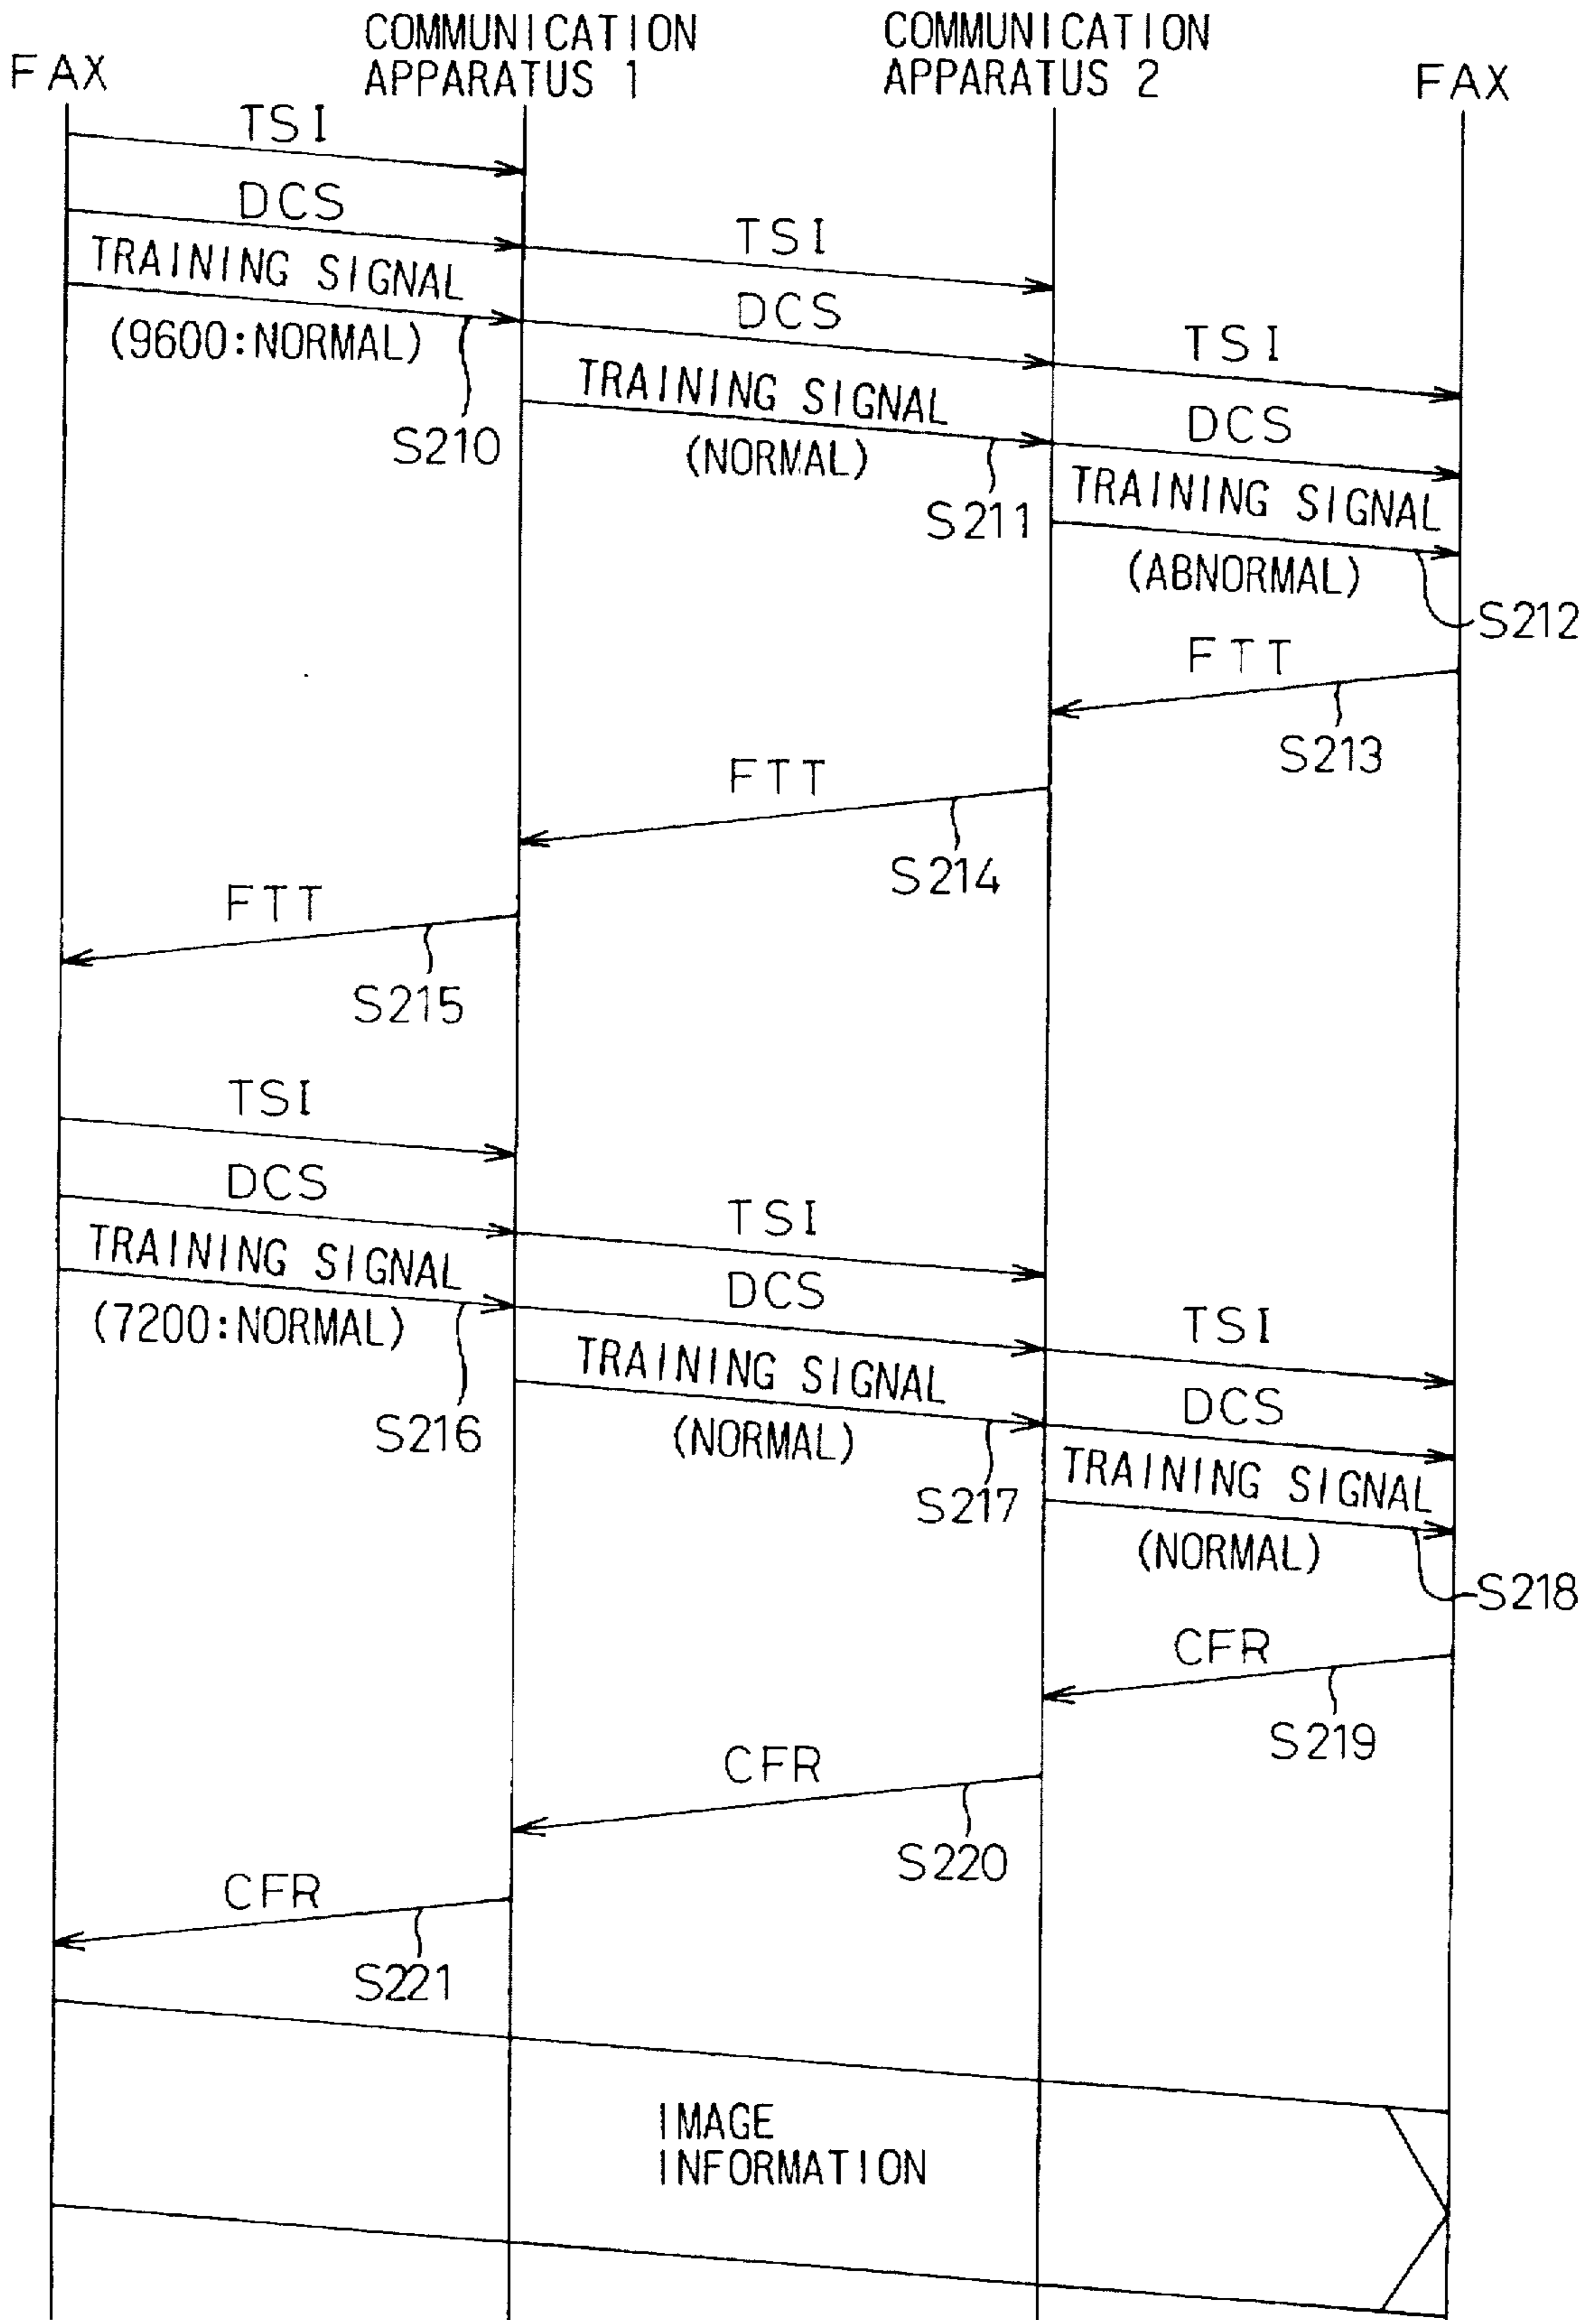 FAX
COMMUNICATION
APPARATUS 1
COMMUNICATION
APPARATUS 2
FAX
TSI
DCS
TSI
TRAINING SIGNAL
(9600:NORMAL)
DCS
TSI
TRAINING SIGNAL
(NORMAL)
S210
DCS
S211
TRAINING SIGNAL
(ABNORMAL)
S212
FTT
S213
FTT
S214
FTT
S215
TSI
DCS
TSI
TRAINING SIGNAL
(7200:NORMAL)
DCS
TSI
TRAINING SIGNAL
(NORMAL)
S216
DCS
S217
TRAINING SIGNAL
(NORMAL)
S218
CFR
S219
CFR
S220
CFR
S221
IMAGE
INFORMATION